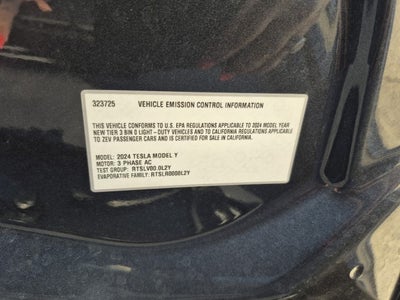 323725 VEHICLE EMISSION CONTROL INFORMATION
THIS VEHICLE CONFORMS TO U.S. EPA REGULATIONS APPLICABLE TO 2024 MODEL YEAR
NEW TIER 3 BIN 0 LIGHT - DUTY VEHICLES AND TO CALIFORNIA REGULATIONS APPLICABLE
TO ZEV PASSENGER CARS AND IS CERTIFIED FOR SALE IN CALIFORNIA.
MODEL: 2024 TESLA MODEL Y
MOTOR: 3 PHASE AC
TEST GROUP: RTSLV00.0L2Y
EVAPORATIVE FAMILY: RTSLR0000L2Y